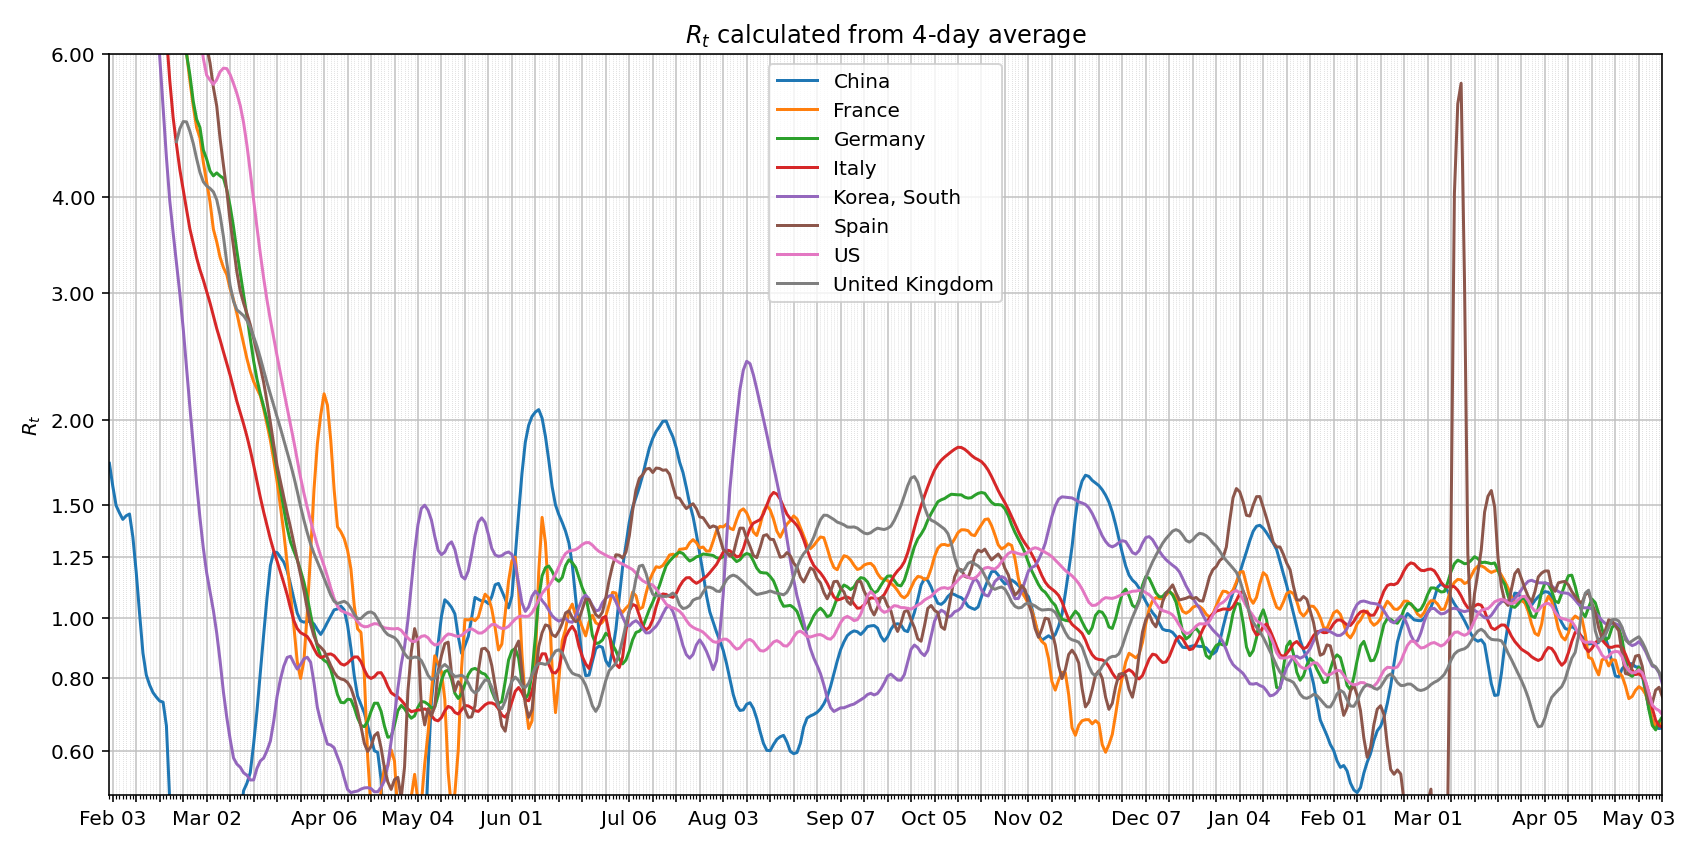 R_t calculated from 4-day average
6.00
4.00
3.00
2.00
1.50
1.25
1.00
0.80
0.60
R_t
China
France
Germany
Italy
Korea, South
Spain
US
United Kingdom
Feb 03 Mar 02 Apr 06 May 04 Jun 01 Jul 06 Aug 03 Sep 07 Oct 05 Nov 02 Dec 07 Jan 04 Feb 01 Mar 01 Apr 05 May 03